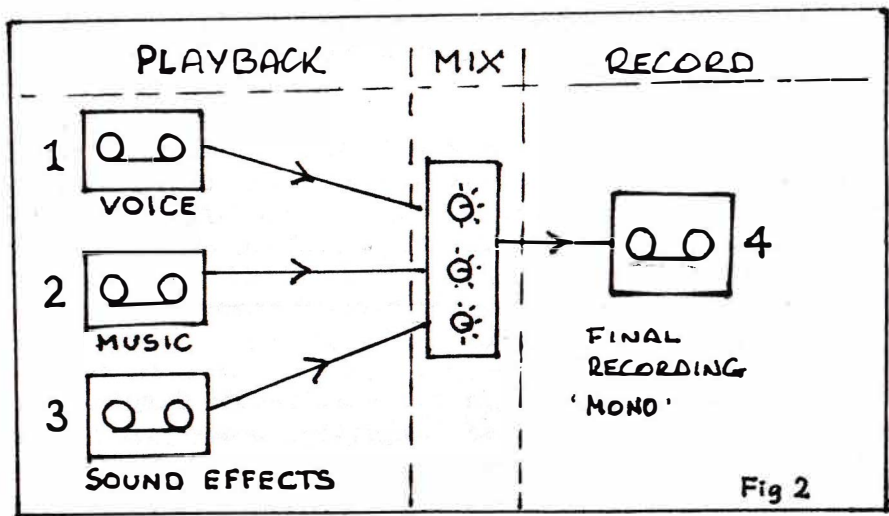 PLAYBACK MIX RECORD
1
VOICE
2
MUSIC
3
SOUND EFFECTS
4
FINAL
RECORDING
'MONO'
Fig 2